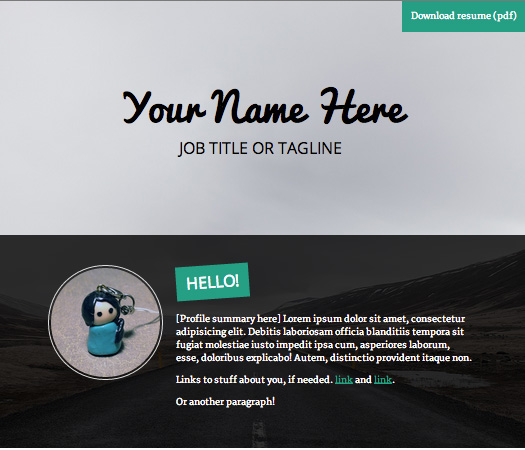 Download resume (pdf)
Your Name Here
JOB TITLE OR TAGLINE
HELLO!
[Profile summary here] Lorem ipsum dolor sit amet, consectetur
adipisicing elit. Debitis laboriosam officia blanditiis tempora sit
fugiat molestiae iusto impedit ipsa cum, asperiores laborum,
esse, doloribus explicabo! Autem, distinctio provident itaque non.
Links to stuff about you, if needed. link and link.
Or another paragraph!